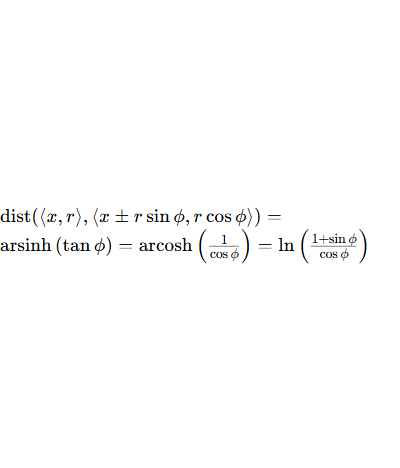 dist(⟨x, r⟩, ⟨x ± r sin ϕ, r cos ϕ⟩) =
arsinh (tan ϕ) = arcosh (1/cos ϕ) = ln (1+sin ϕ/cos ϕ)